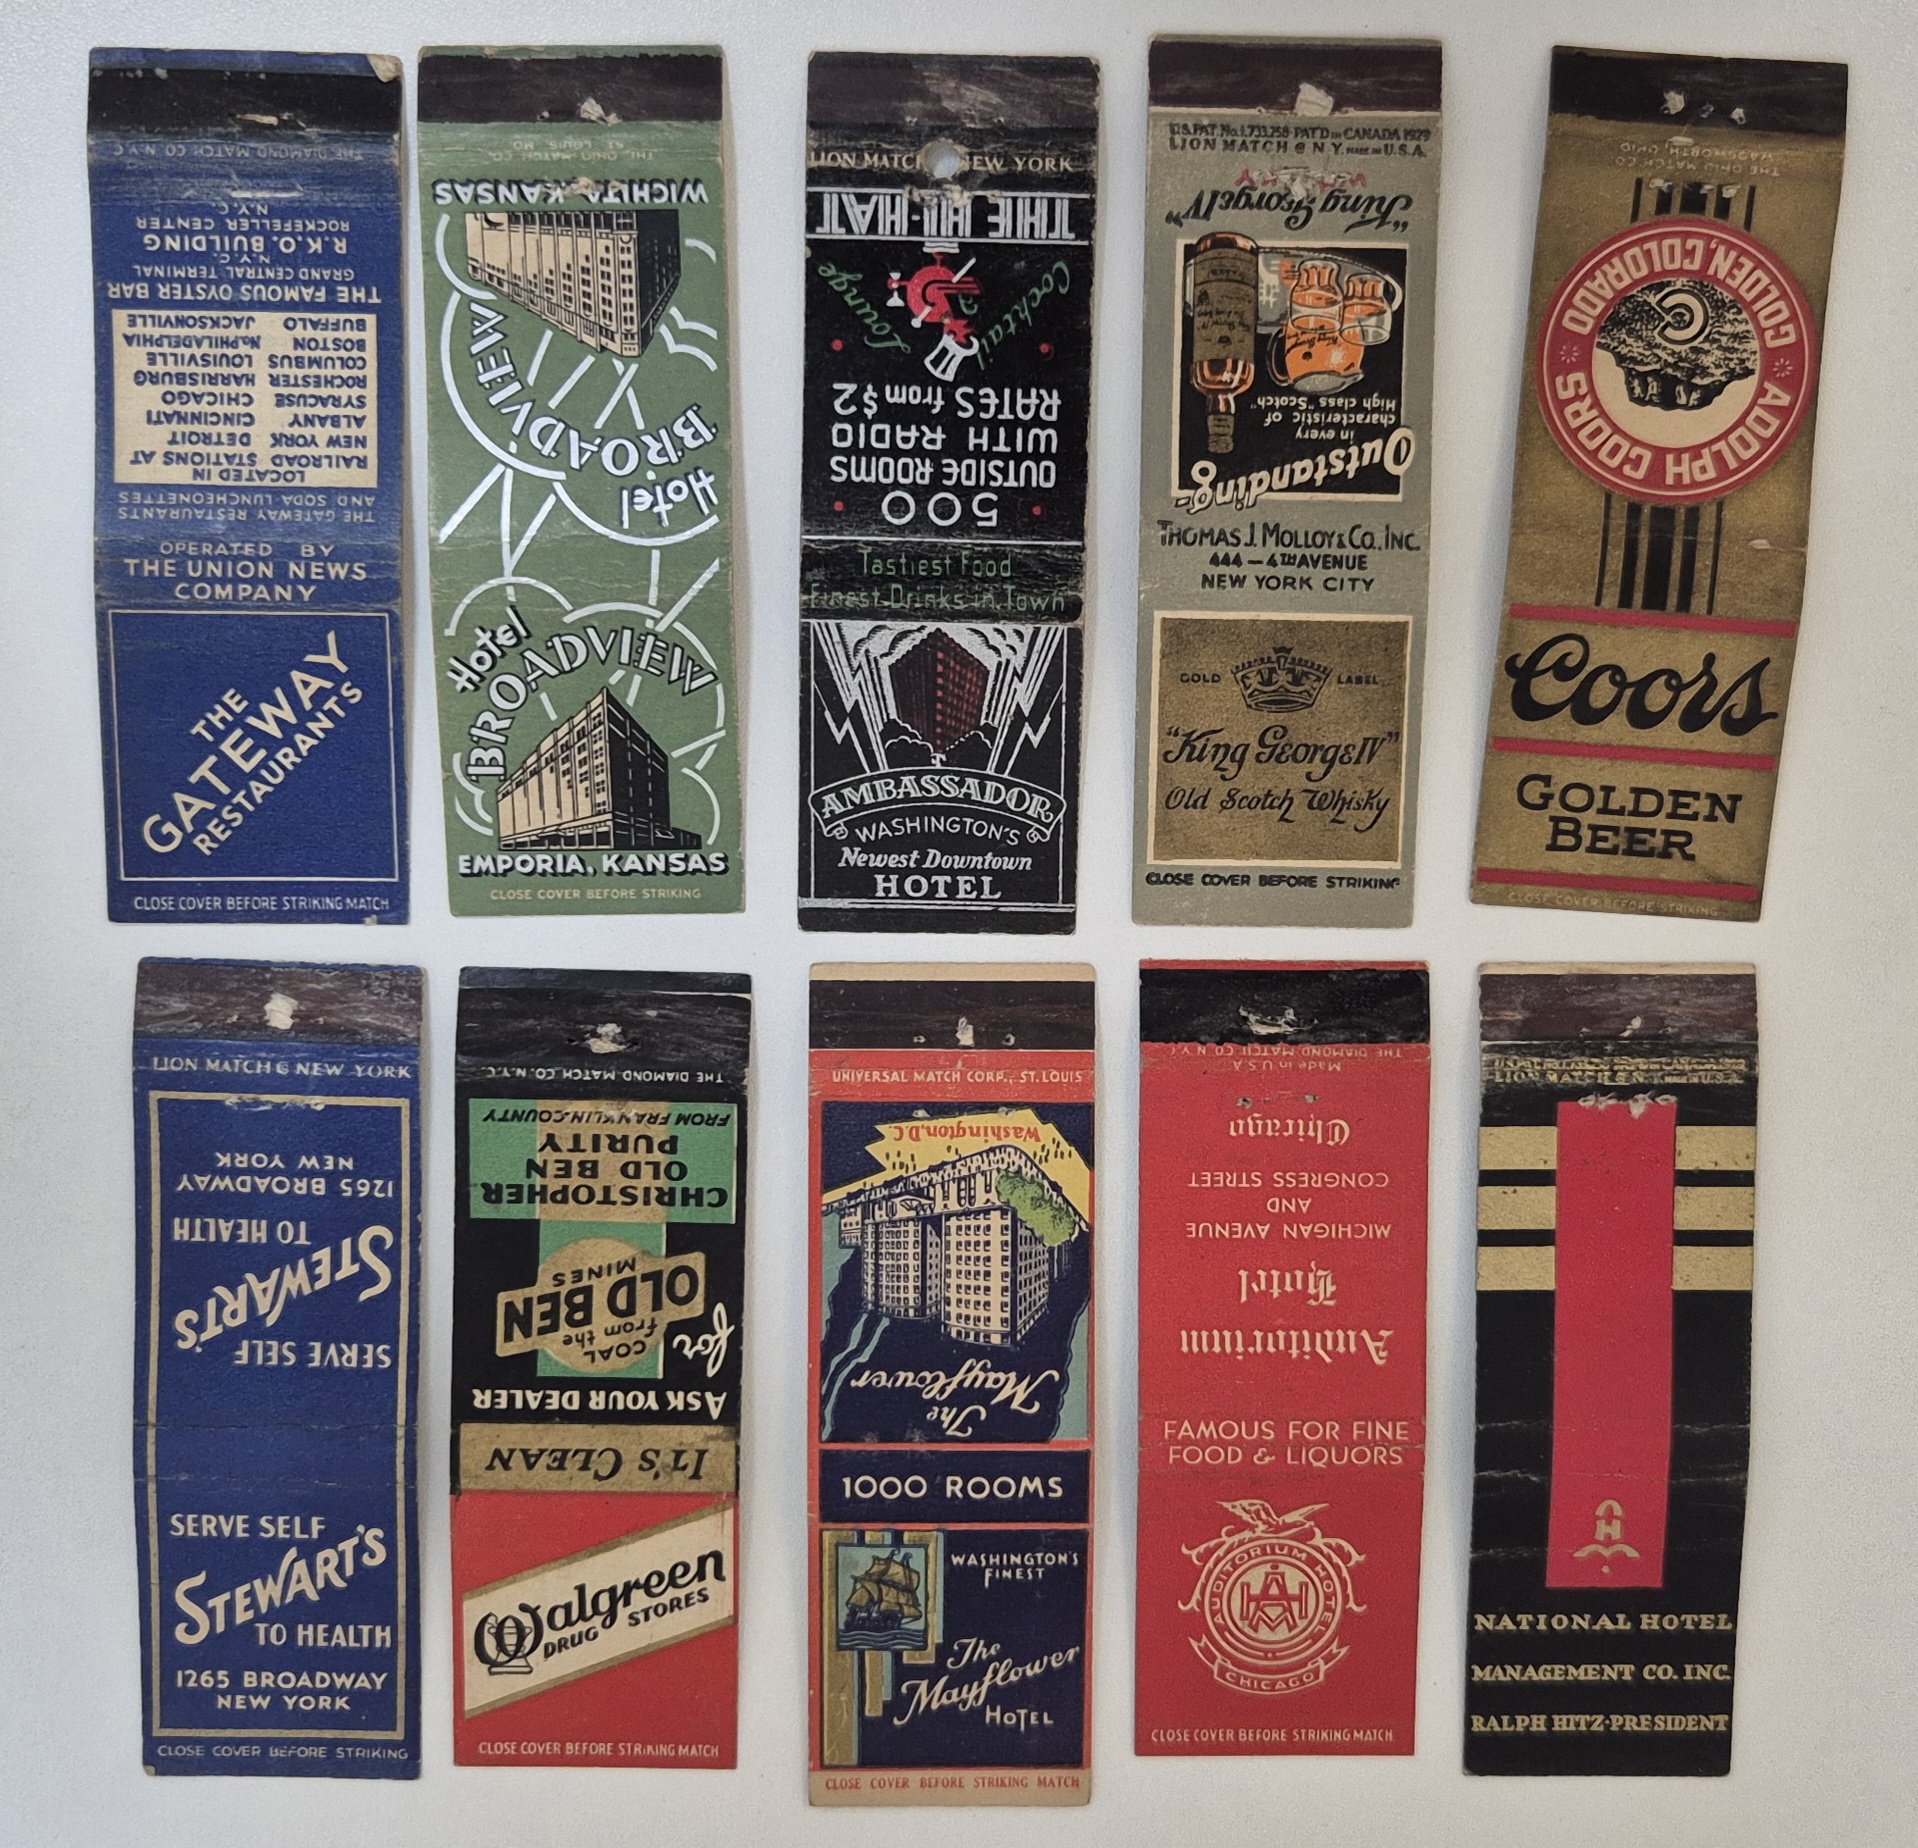 THE DIAMOND MATCH CO. N.Y.C.
N.Y.C.
ROCKEFELLER CENTER
R.K.O. BUILDING
N.Y.C.
GRAND CENTRAL TERMINAL
THE FAMOUS OYSTER BAR
BUFFALO JACKSONVILLE
BOSTON No. PHILADELPHIA
COLUMBUS LOUISVILLE
ROCHESTER HARRISBURG
SYRACUSE CHICAGO
ALBANY CINCINNATI
NEW YORK DETROIT
RAILROAD STATIONS AT
LOCATED IN
AND SODA LUNCHEONETTES
THE GATEWAY RESTAURANTS
OPERATED BY
THE UNION NEWS
COMPANY
THE
GATEWAY
RESTAURANTS
CLOSE COVER BEFORE STRIKING MATCH
THE OHIO MATCH CO.
ST. LOUIS, MO.
WICHITA, KANSAS
Hotel
BROADVIEW
Hotel
BROADVIEW
EMPORIA, KANSAS
CLOSE COVER BEFORE STRIKING
LION MATCH NEW YORK
THE HI-HAT
Cocktail Lounge
500
OUTSIDE ROOMS
WITH RADIO
RATES from $2
Tastiest Food
Finest Drinks in Town
AMBASSADOR
WASHINGTON'S
Newest Downtown
HOTEL
U.S. PAT. No. 1,733,258 PAT'D IN CANADA 1929
LION MATCH © N.Y. MADE IN U.S.A.
"King George IV"
Outstanding-
in every
characteristic of
High class "Scotch"
THOMAS J. MOLLOY & CO., INC.
444 – 4TH AVENUE
NEW YORK CITY
GOLD LABEL
"King George IV"
Old Scotch Whisky
CLOSE COVER BEFORE STRIKING
THE OHIO MATCH CO.
WADSWORTH, OHIO
ADOLPH COORS
GOLDEN, COLORADO
C
Coors
GOLDEN
BEER
CLOSE COVER BEFORE STRIKING
LION MATCH © NEW YORK
SERVE SELF
STEWART'S
TO HEALTH
1265 BROADWAY
NEW YORK
SERVE SELF
STEWART'S
TO HEALTH
1265 BROADWAY
NEW YORK
CLOSE COVER BEFORE STRIKING
THE DIAMOND MATCH CO. N.Y.C.
IT'S CLEAN
ASK YOUR DEALER
for
COAL
from the
OLD BEN
MINES
CHRISTOPHER
OLD BEN
PURITY
FROM FRANKLIN-COUNTY
Walgreen
DRUG STORES
CLOSE COVER BEFORE STRIKING MATCH
UNIVERSAL MATCH CORP., ST. LOUIS
The
Mayflower
Washington, D.C.
1000 ROOMS
WASHINGTON'S
FINEST
The
Mayflower
HOTEL
CLOSE COVER BEFORE STRIKING MATCH
THE DIAMOND MATCH CO. N.Y.C.
Made in U.S.A.
Auditorium
Hotel
MICHIGAN AVENUE
AND
CONGRESS STREET
Chicago
FAMOUS FOR FINE
FOOD & LIQUORS
AUDITORIUM HOTEL
CHICAGO
CLOSE COVER BEFORE STRIKING MATCH
LION MATCH © N.Y. MADE IN U.S.A.
NATIONAL HOTEL
MANAGEMENT CO. INC.
RALPH HITZ-PRESIDENT